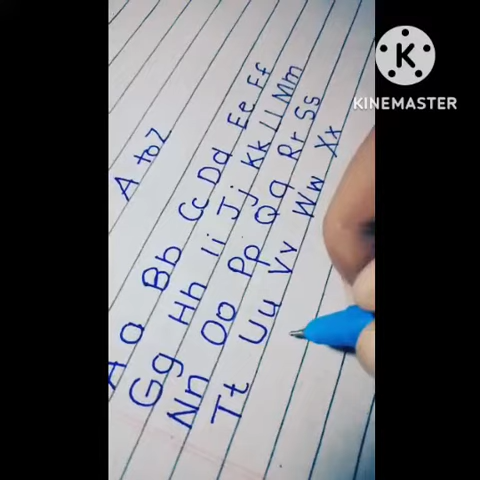 A to Z
Aa Bb Cc Dd Ee Ff
Gg Hh Ii Jj Kk Ll Mm
Nn Oo Pp Qq Rr Ss
Tt Uu Vv Ww Xx
KINEMASTER